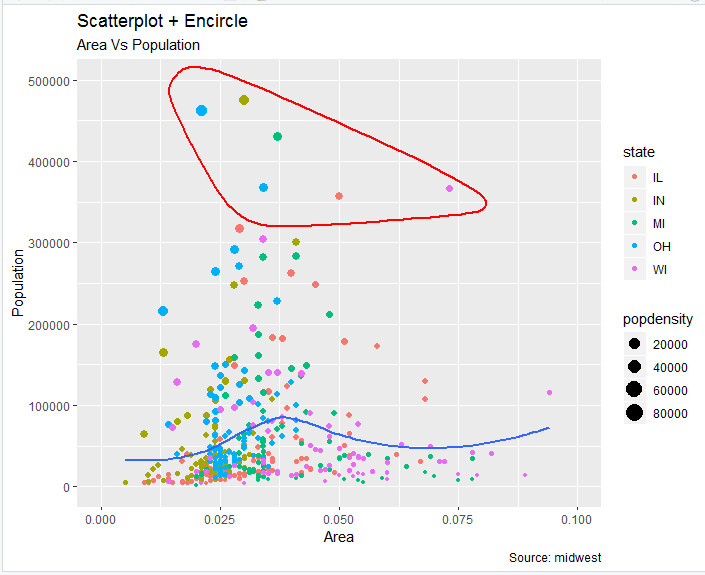 Scatterplot + Encircle
Area Vs Population
Population
500000
400000
300000
200000
100000
0
0.000
0.025
0.050
0.075
0.100
Area
Source: midwest
state
IL
IN
MI
OH
WI
popdensity
20000
40000
60000
80000